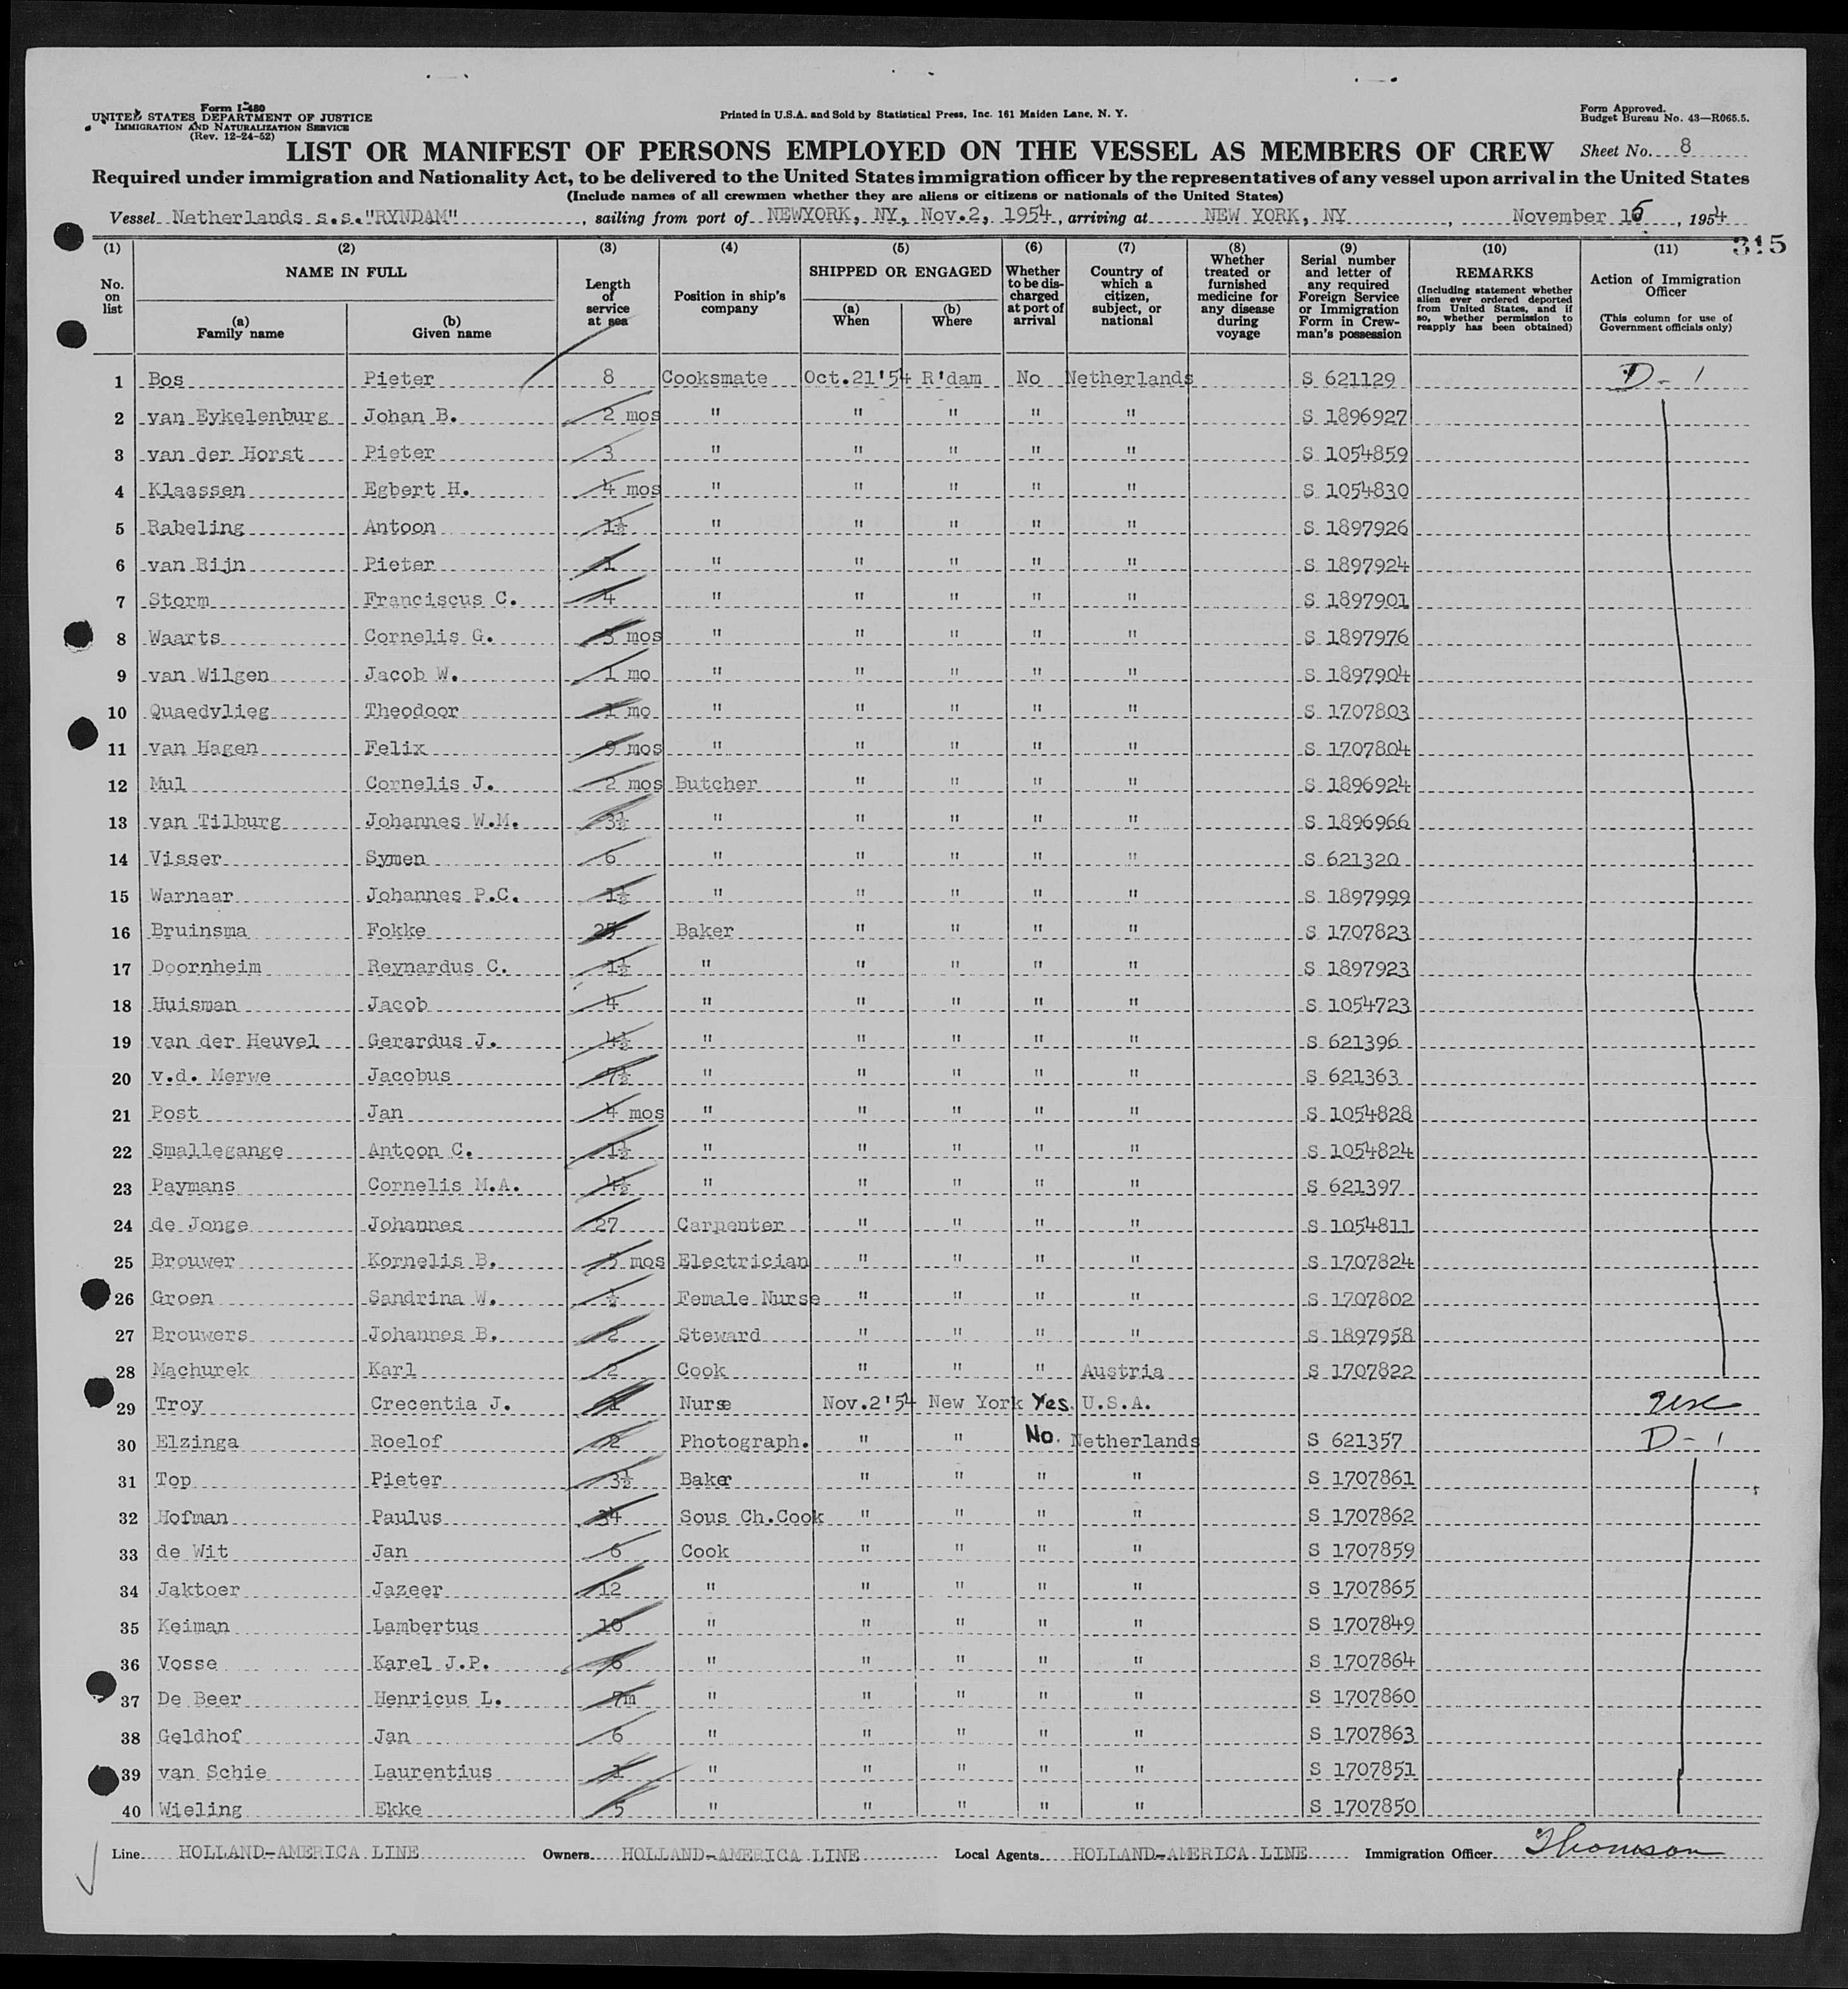 Form I-480
UNITED STATES DEPARTMENT OF JUSTICE
IMMIGRATION AND NATURALIZATION SERVICE
(Rev. 12-24-52)
Printed in U.S.A. and Sold by Statistical Press, Inc. 161 Maiden Lane, N. Y.
Form Approved.
Budget Bureau No. 43—R065.5.
LIST OR MANIFEST OF PERSONS EMPLOYED ON THE VESSEL AS MEMBERS OF CREW Sheet No. 8
Required under immigration and Nationality Act, to be delivered to the United States immigration officer by the representatives of any vessel upon arrival in the United States
(Include names of all crewmen whether they are aliens or citizens or nationals of the United States)
Vessel Netherlands s.s."RYNDAM", sailing from port of NEWYORK, NY, Nov.2, 1954, arriving at NEW YORK, NY, November 15, 1954
315
(1) (2) (3) (4) (5) (6) (7) (8) (9) (10) (11)
No. on list
NAME IN FULL
(a) Family name
(b) Given name
Length of service at sea
Position in ship's company
SHIPPED OR ENGAGED
(a) When
(b) Where
Whether to be discharged at port of arrival
Country of which a citizen, subject, or national
Whether treated or furnished medicine for any disease during voyage
Serial number and letter of any required Foreign Service or Immigration Form in Crewman's possession
REMARKS
(Including statement whether alien ever ordered deported from United States, and if so, whether permission to reapply has been obtained)
Action of Immigration Officer
(This column for use of Government officials only)
1 Bos Pieter 8 Cooksmate Oct.21'54 R'dam No Netherlands S 621129 D - 1
2 van Eykelenburg Johan B. 2 mos " " " " " S 1896927
3 van der Horst Pieter 3 " " " " " S 1054859
4 Klaassen Egbert H. 4 mos " " " " " S 1054830
5 Rabeling Antoon 1½ " " " " " S 1897926
6 van Rijn Pieter 1 " " " " " S 1897924
7 Storm Franciscus C. 4 " " " " " S 1897901
8 Waarts Cornelis G. 3 mos " " " " " S 1897976
9 van Wilgen Jacob W. 1 mo " " " " " S 1897904
10 Quaedvlieg Theodoor 1 mo " " " " " S 1707803
11 van Hagen Felix 9 mos " " " " " S 1707804
12 Mul Cornelis J. 2 mos Butcher " " " " S 1896924
13 van Tilburg Johannes W.M. 3½ " " " " " S 1896966
14 Visser Symen 6 " " " " " S 621320
15 Warnaar Johannes P.C. 1½ " " " " " S 1897999
16 Bruinsma Fokke 25 Baker " " " " S 1707823
17 Doornheim Reynardus C. 1½ " " " " " S 1897923
18 Huisman Jacob 4 " " " " " S 1054723
19 van der Heuvel Gerardus J. 4½ " " " " " S 621396
20 v.d. Merwe Jacobus 7½ " " " " " S 621363
21 Post Jan 4 mos " " " " " S 1054828
22 Smallegange Antoon C. 1½ " " " " " S 1054824
23 Paymans Cornelis M.A. 4½ " " " " " S 621397
24 de Jonge Johannes 27 Carpenter " " " " S 1054811
25 Brouwer Kornelis B. 5 mos Electrician " " " " S 1707824
26 Groen Sandrina W. ½ Female Nurse " " " " S 1707802
27 Brouwers Johannes B. 2 Steward " " " " S 1897958
28 Machurek Karl 2 Cook " " " Austria S 1707822
29 Troy Crecentia J. 1 Nurse Nov.2'54 New York Yes. U.S.A.
30 Elzinga Roelof 2 Photograph. " " No. Netherlands S 621357 D - 1
31 Top Pieter 3½ Baker " " " " S 1707861
32 Hofman Paulus 34 Sous Ch.Cook " " " " S 1707862
33 de Wit Jan 6 Cook " " " " S 1707859
34 Jaktoer Jazeer 12 " " " " " S 1707865
35 Keiman Lambertus 10 " " " " " S 1707849
36 Vosse Karel J.P. 6 " " " " " S 1707864
37 De Beer Henricus L. 7m " " " " " S 1707860
38 Geldhof Jan 6 " " " " " S 1707863
39 van Schie Laurentius 1 " " " " " S 1707851
40 Wieling Ekke 5 " " " " " S 1707850
Line HOLLAND-AMERICA LINE Owners HOLLAND-AMERICA LINE Local Agents HOLLAND-AMERICA LINE Immigration Officer Thomson